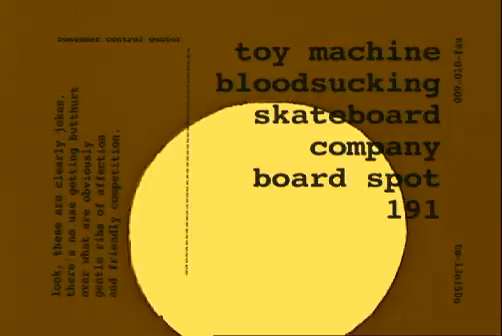 toy machine
bloodsucking
skateboard
company
board spot
191
look, these are clearly jokes.
there's no use getting Butthurt
over what are obviously
gentle ribs of affection
and friendly competition.